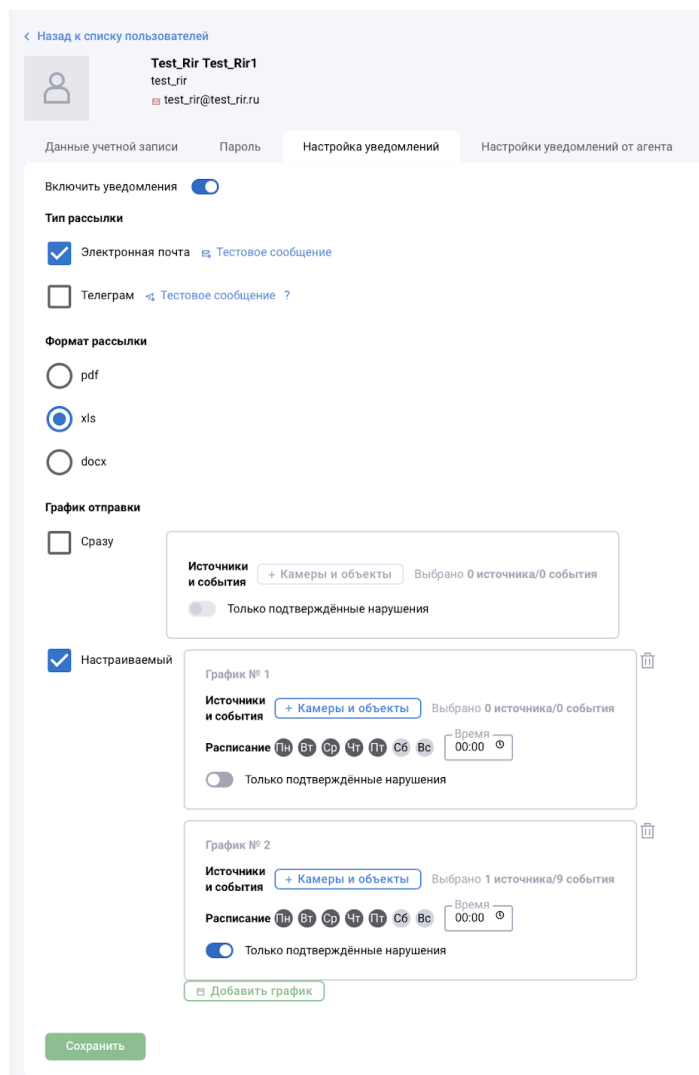 ‹ Назад к списку пользователей
Test_Rir Test_Rir1
test_rir
test_rir@test_rir.ru
Данные учетной записи Пароль Настройка уведомлений Настройки уведомлений от агента
Включить уведомления
Тип рассылки
Электронная почта Тестовое сообщение
Телеграм Тестовое сообщение ?
Формат рассылки
pdf
xls
docx
График отправки
Сразу
Источники и события + Камеры и объекты Выбрано 0 источника/0 события
Только подтверждённые нарушения
Настраиваемый
График № 1
Источники и события + Камеры и объекты Выбрано 0 источника/0 события
Время
Расписание Пн Вт Ср Чт Пт Сб Вс 00:00
Только подтверждённые нарушения
График № 2
Источники и события + Камеры и объекты Выбрано 1 источника/9 события
Время
Расписание Пн Вт Ср Чт Пт Сб Вс 00:00
Только подтверждённые нарушения
Добавить график
Сохранить